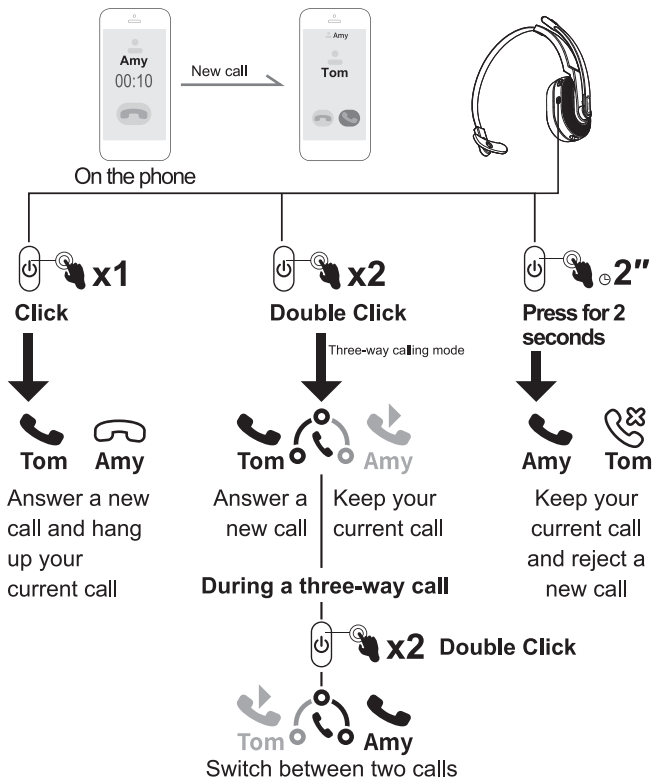 Amy
00:10
New call
Amy
Tom
On the phone
x1
Click
x2
Double Click
2″
Press for 2
seconds
Three-way calling mode
Tom Amy
Answer a new
call and hang
up your
current call
Tom Amy
Answer a
new call
Keep your
current call
Amy Tom
Keep your
current call
and reject a
new call
During a three-way call
x2 Double Click
Tom Amy
Switch between two calls